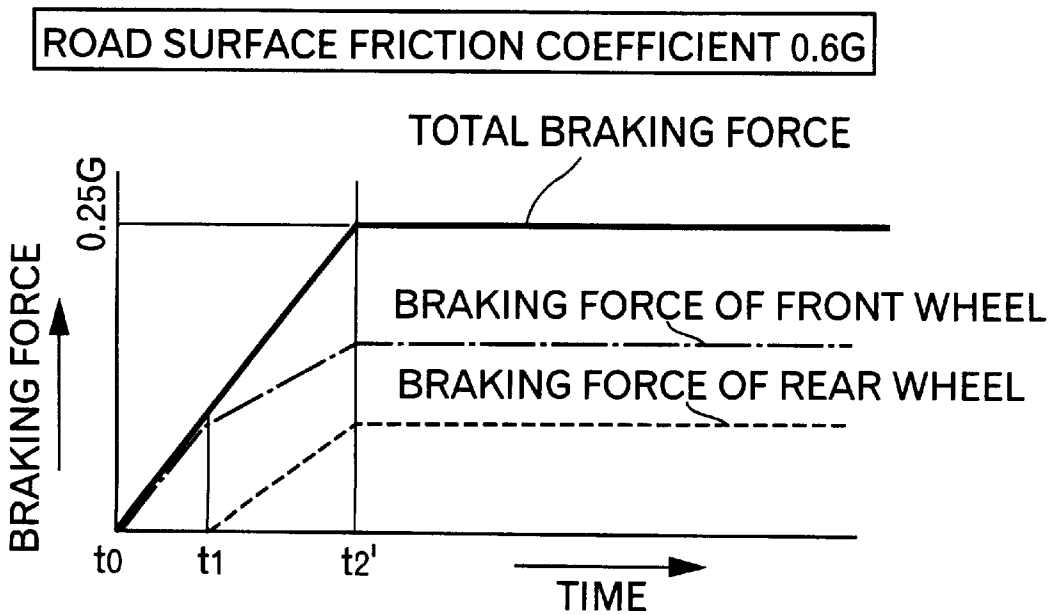 ROAD SURFACE FRICTION COEFFICIENT 0.6G
TOTAL BRAKING FORCE
0.25G
BRAKING FORCE
BRAKING FORCE OF FRONT WHEEL
BRAKING FORCE OF REAR WHEEL
t0
t1
t2'
TIME